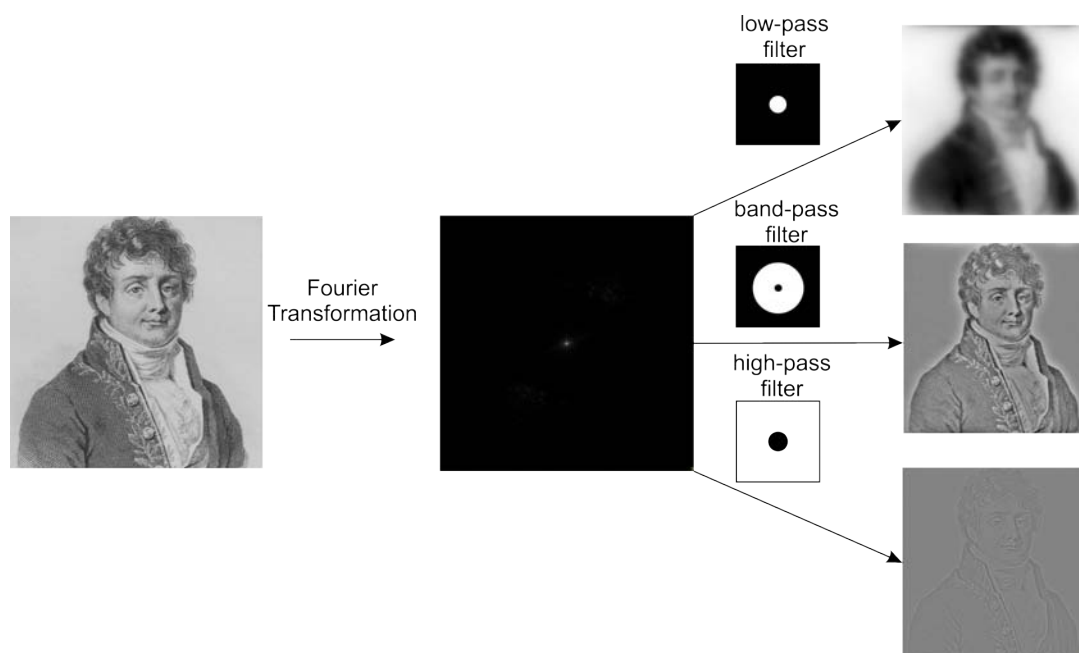 low-pass
filter
band-pass
filter
Fourier
Transformation
high-pass
filter